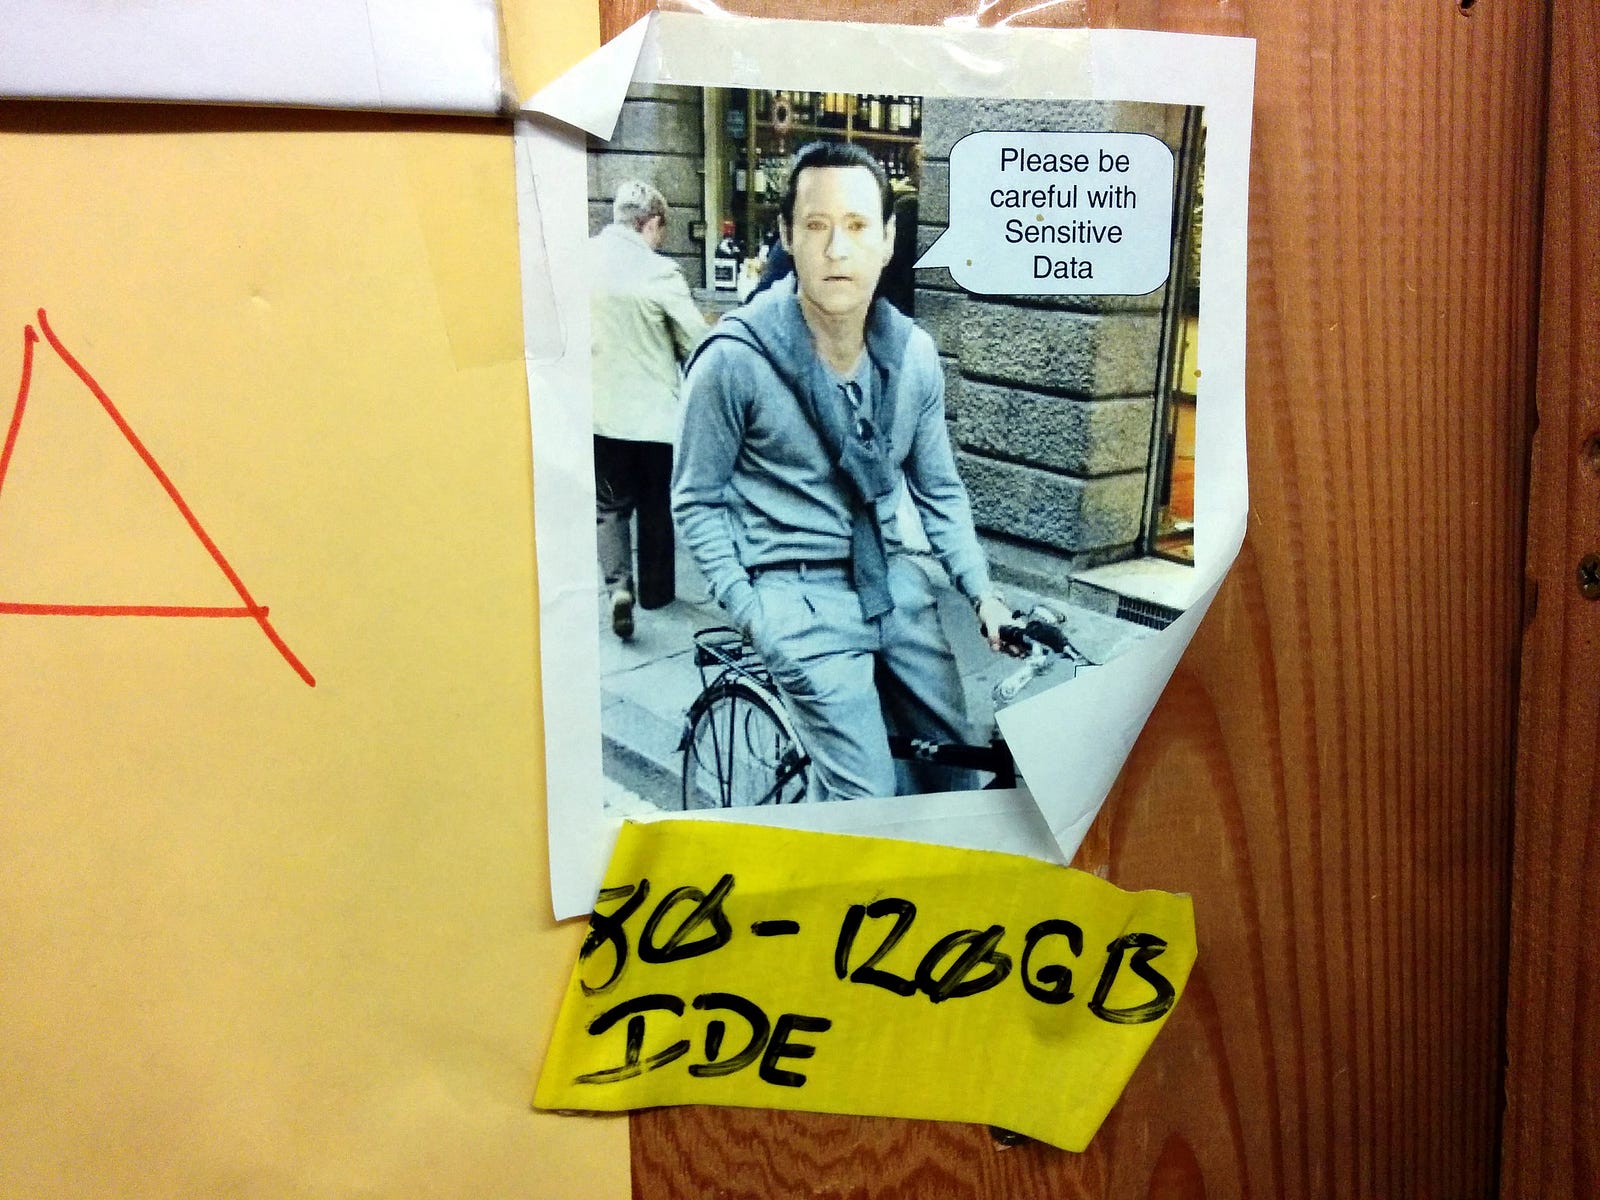 A
Please be
careful with
Sensitive
Data
80-120GB
IDE